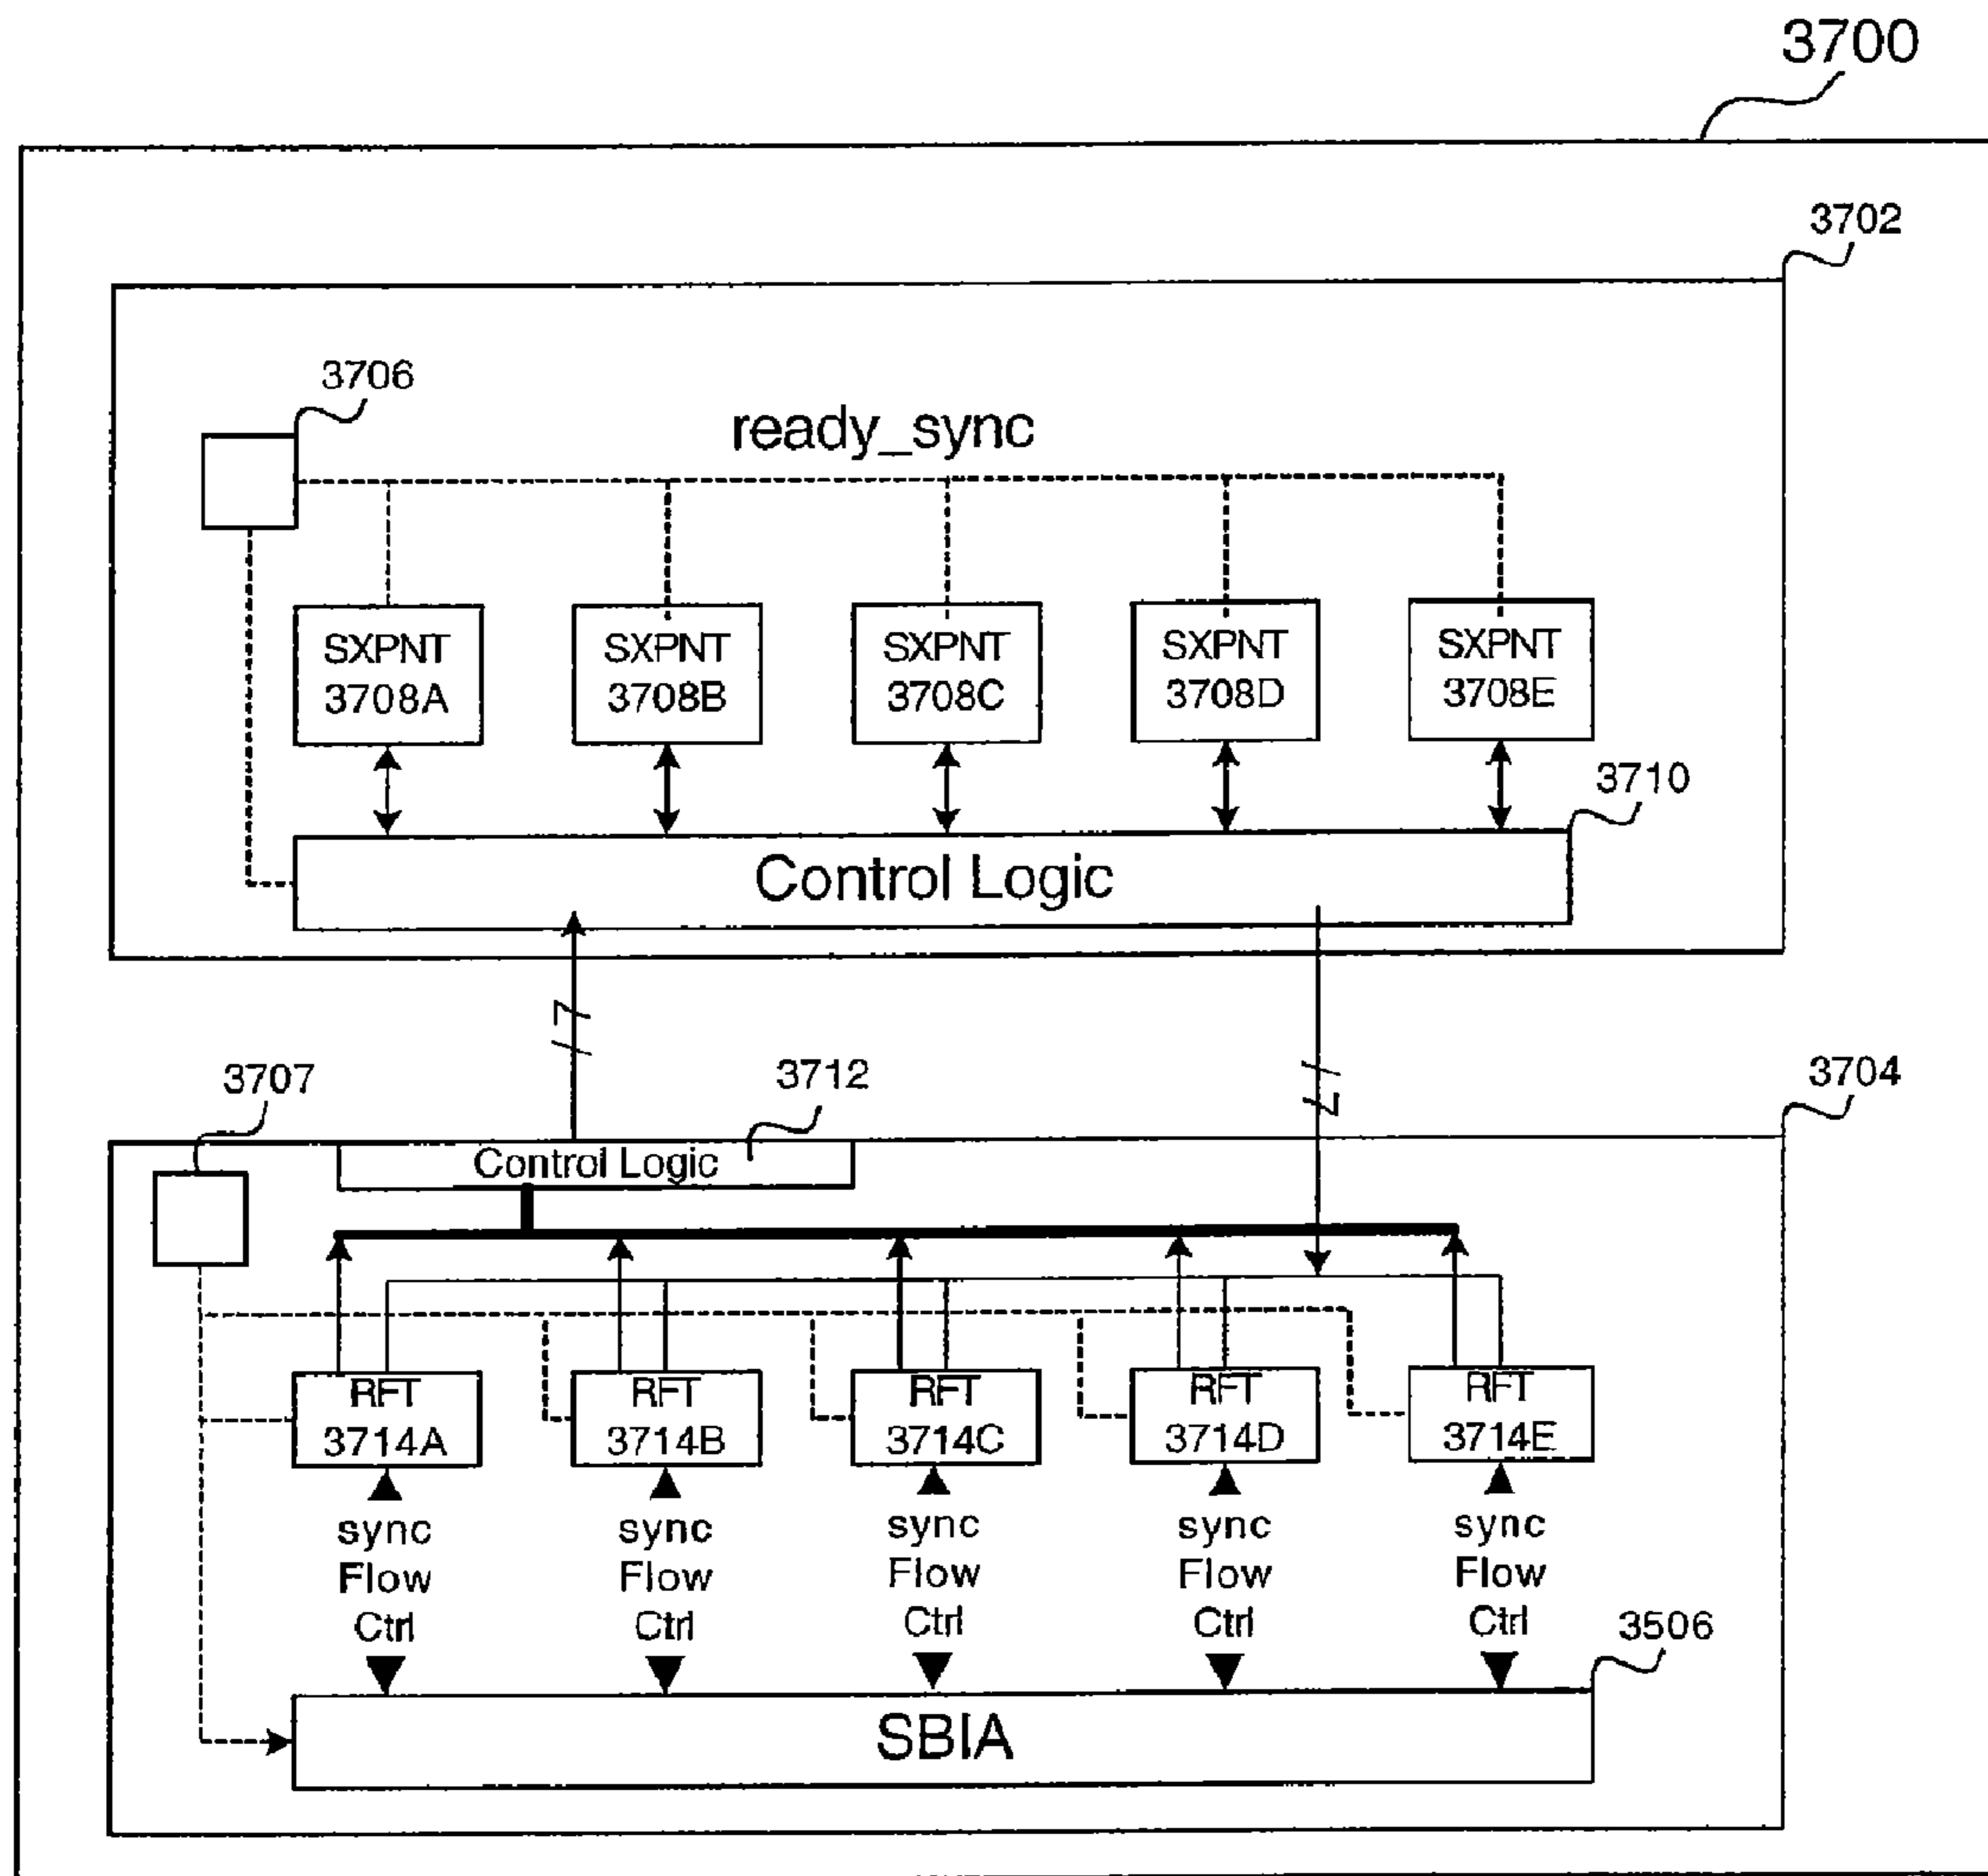 3700
3702
3706
ready_sync
SXPNT
3708A
SXPNT
3708B
SXPNT
3708C
SXPNT
3708D
SXPNT
3708E
3710
Control Logic
7
7
3707
3712
3704
Control Logic
RFT
3714A
RFT
3714B
RFT
3714C
RFT
3714D
RFT
3714E
sync
Flow
Ctrl
sync
Flow
Ctrl
sync
Flow
Ctrl
sync
Flow
Ctrl
sync
Flow
Ctrl
3506
SBIA